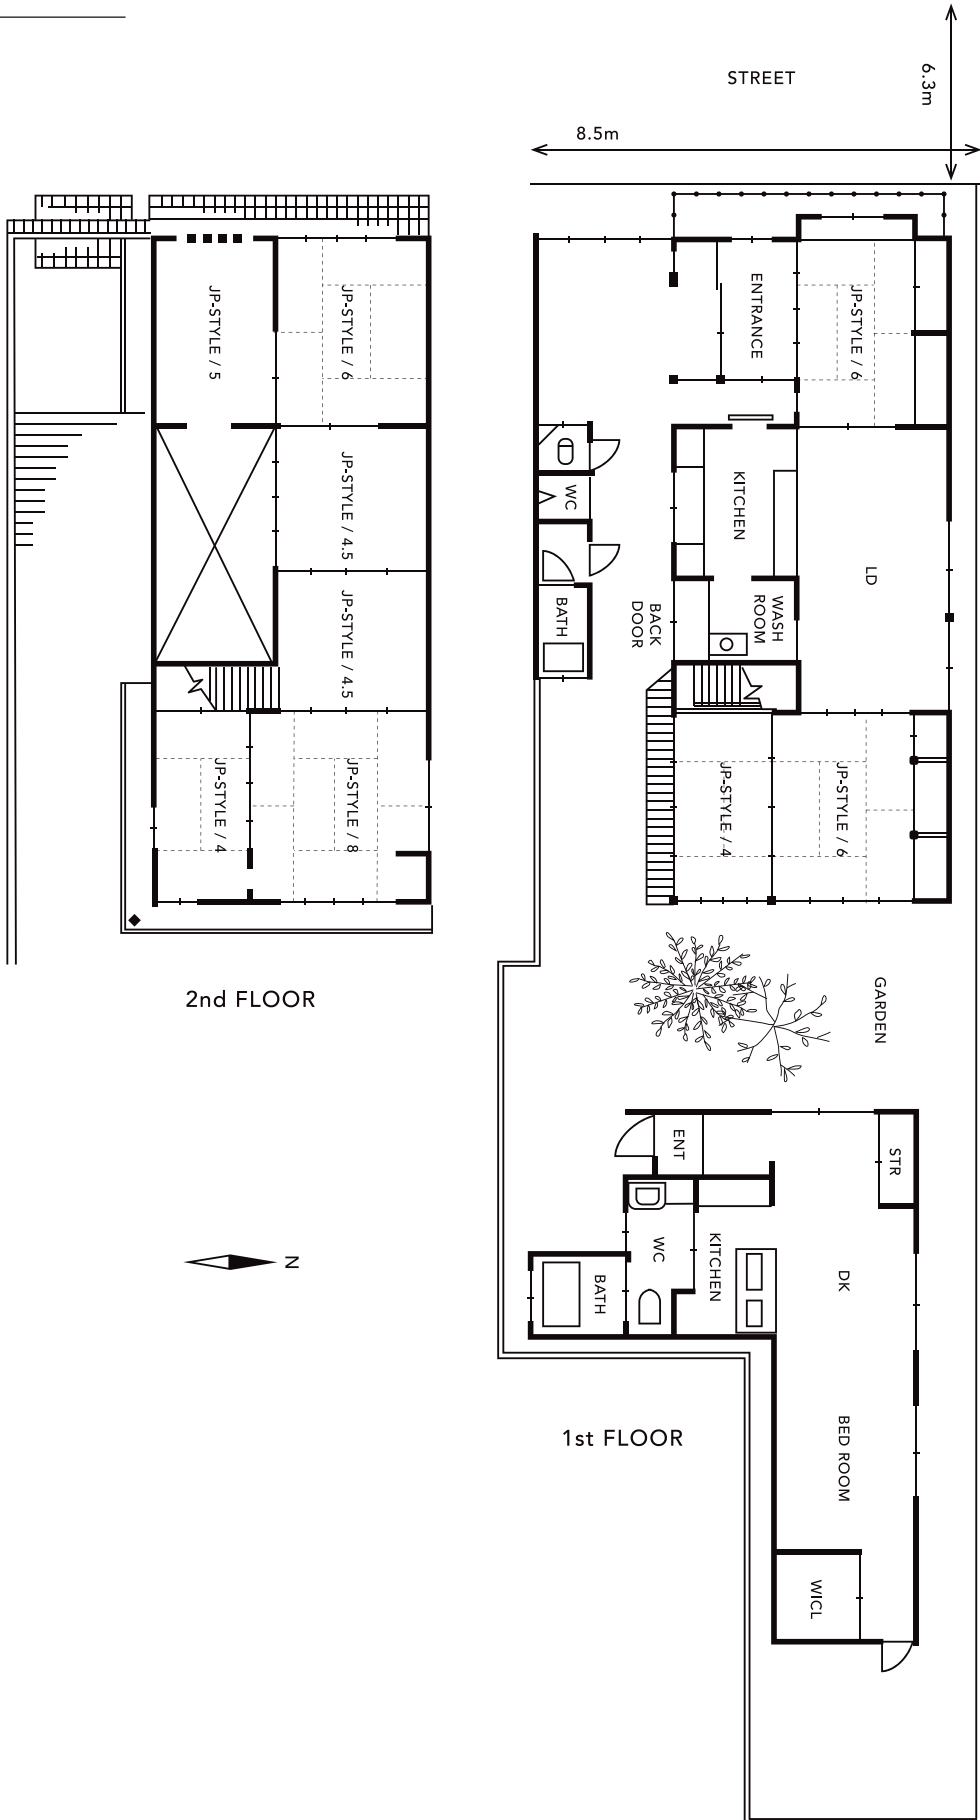 STREET
6.3m
8.5m
JP-STYLE / 5
JP-STYLE / 6
JP-STYLE / 4.5
JP-STYLE / 4.5
JP-STYLE / 4
JP-STYLE / 8
2nd FLOOR
N
ENTRANCE
JP-STYLE / 6
KITCHEN
WC
LD
BATH
BACK
DOOR
WASH
ROOM
JP-STYLE / 4
JP-STYLE / 6
GARDEN
ENT
STR
WC
KITCHEN
BATH
DK
BED ROOM
WICL
1st FLOOR